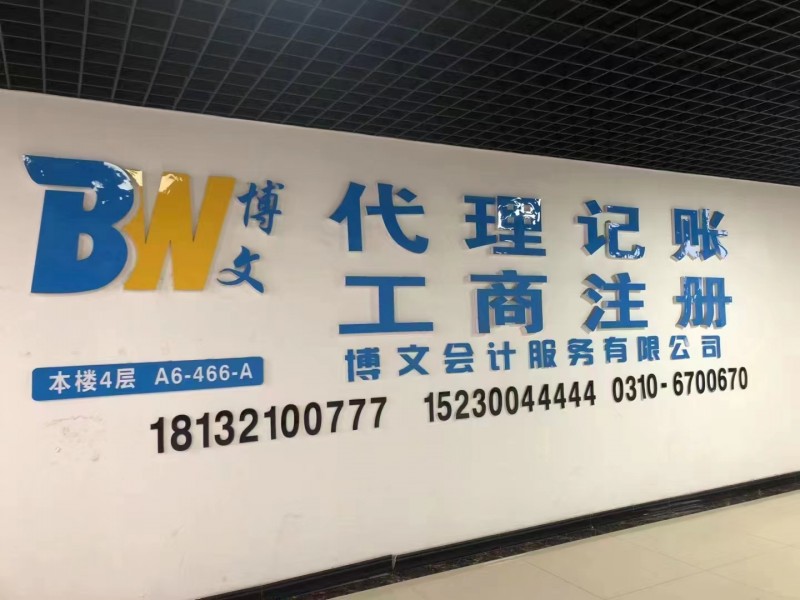 BW 博文
代理记账
工商注册
博文会计服务有限公司
本楼4层 A6-466-A
18132100777 15230044444 0310-6700670